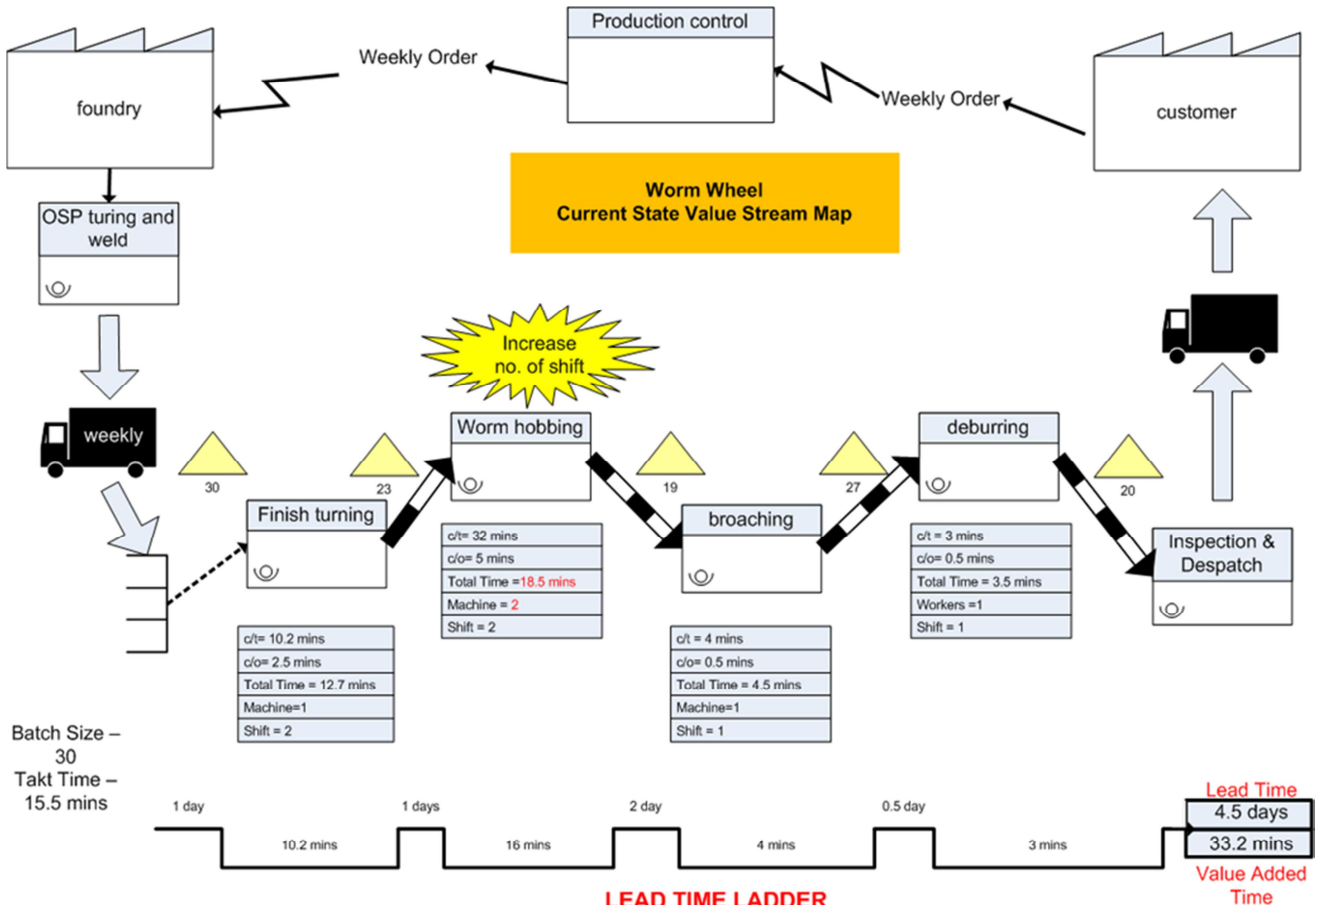 Production control
Weekly Order
Weekly Order
foundry
customer
Worm Wheel
Current State Value Stream Map
OSP turing and
weld
Increase
no. of shift
weekly
30
23
Worm hobbing
19
27
deburring
20
Finish turning
broaching
Inspection &
Despatch
c/t= 32 mins
c/o= 5 mins
Total Time =18.5 mins
Machine = 2
Shift = 2
c/t = 3 mins
c/o= 0.5 mins
Total Time = 3.5 mins
Workers =1
Shift = 1
c/t= 10.2 mins
c/o= 2.5 mins
Total Time = 12.7 mins
Machine=1
Shift = 2
c/t = 4 mins
c/o= 0.5 mins
Total Time = 4.5 mins
Machine=1
Shift = 1
Batch Size –
30
Takt Time –
15.5 mins
1 day
1 days
2 day
0.5 day
10.2 mins
16 mins
4 mins
3 mins
Lead Time
4.5 days
33.2 mins
Value Added
Time
LEAD TIME LADDER